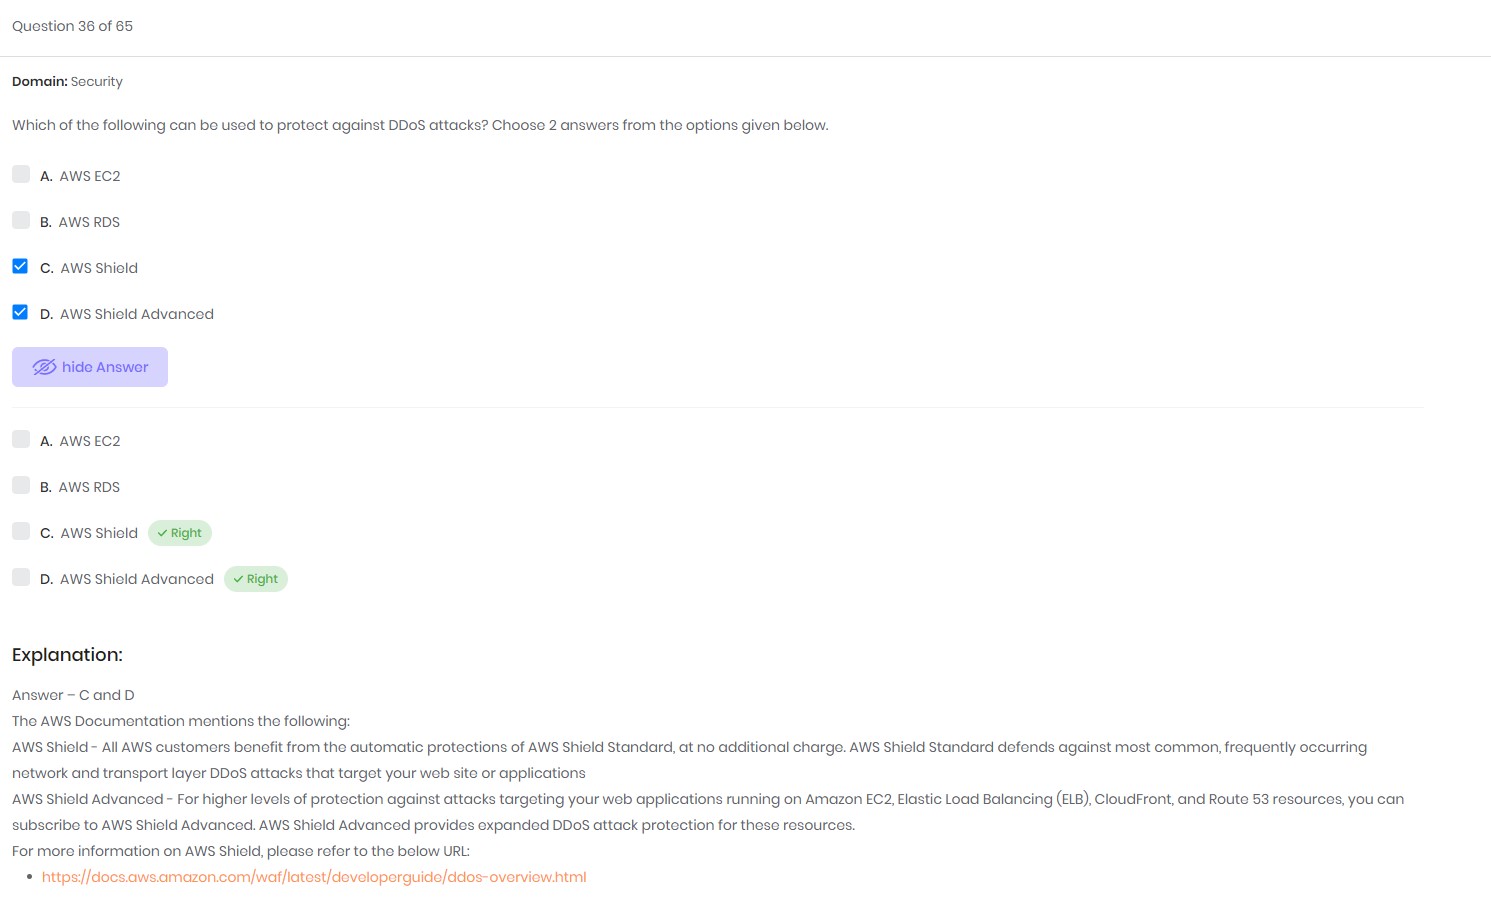 Question 36 of 65
Domain: Security
Which of the following can be used to protect against DDoS attacks? Choose 2 answers from the options given below.
A. AWS EC2
B. AWS RDS
C. AWS Shield
D. AWS Shield Advanced
hide Answer
A. AWS EC2
B. AWS RDS
C. AWS Shield Right
D. AWS Shield Advanced Right
Explanation:
Answer – C and D
The AWS Documentation mentions the following:
AWS Shield - All AWS customers benefit from the automatic protections of AWS Shield Standard, at no additional charge. AWS Shield Standard defends against most common, frequently occurring
network and transport layer DDoS attacks that target your web site or applications
AWS Shield Advanced - For higher levels of protection against attacks targeting your web applications running on Amazon EC2, Elastic Load Balancing (ELB), CloudFront, and Route 53 resources, you can
subscribe to AWS Shield Advanced. AWS Shield Advanced provides expanded DDoS attack protection for these resources.
For more information on AWS Shield, please refer to the below URL:
• https://docs.aws.amazon.com/waf/latest/developerguide/ddos-overview.html